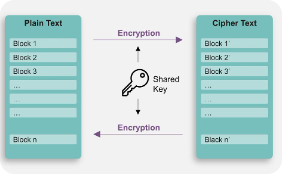 Plain Text
Block 1
Block 2
Block 3
...
...
...
Block n
Encryption
Shared
Key
Encryption
Cipher Text
Block 1´
Block 2´
Block 3´
...
...
...
Block n´